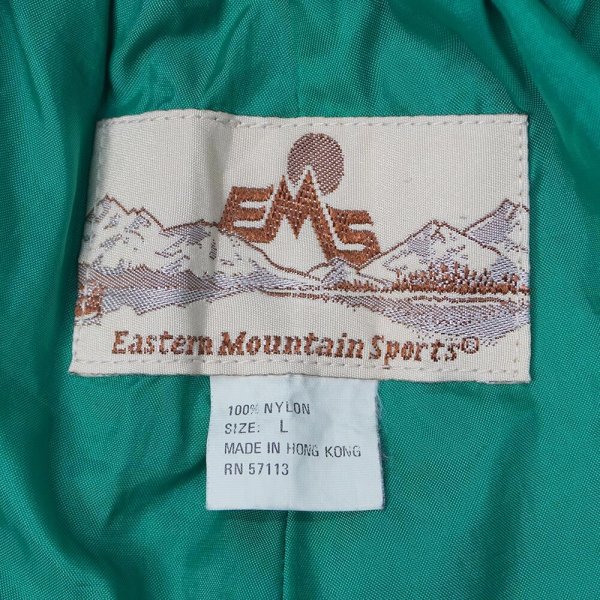 EMS
Eastern Mountain Sports®
100% NYLON
SIZE: L
MADE IN HONG KONG
RN 57113